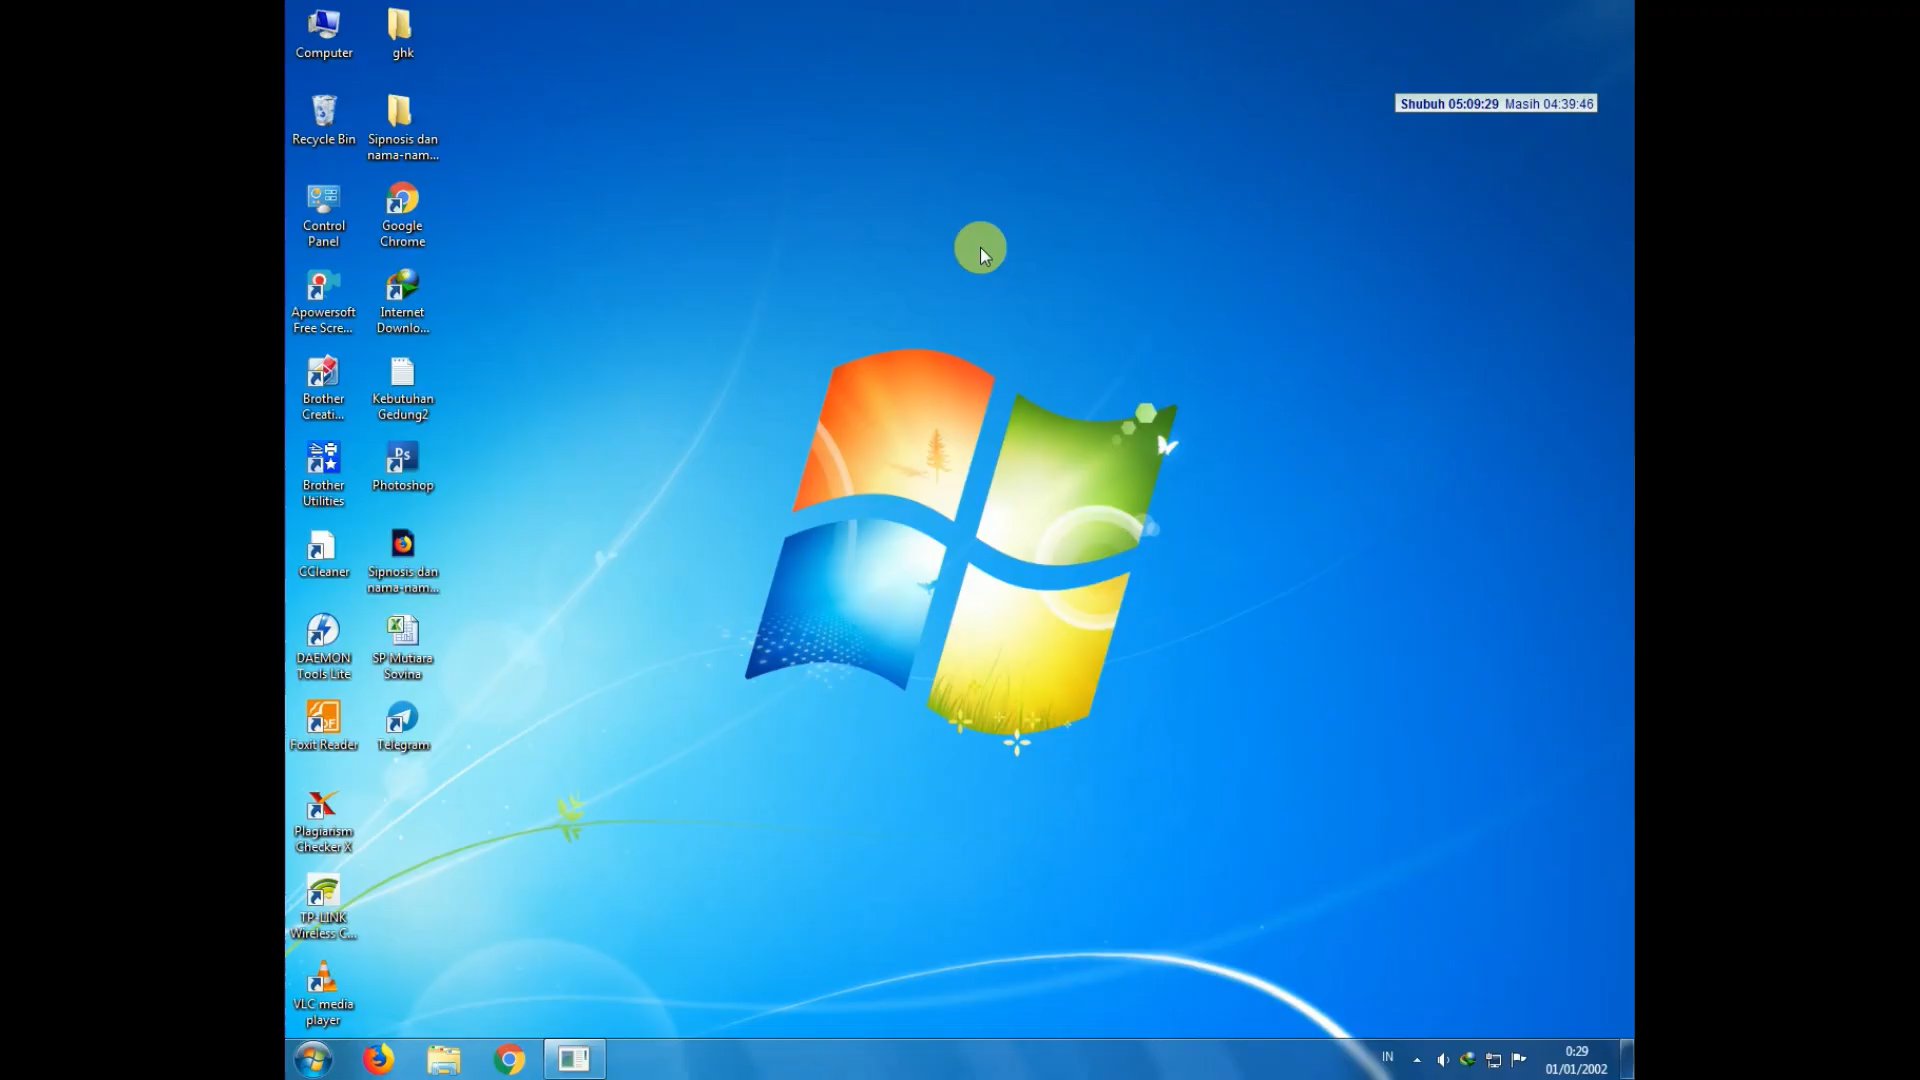 Computer
ghk
Shubuh 05:09:29 Masih 04:39:46
Recycle Bin
Sipnosis dan
nama-nam...
Control
Panel
Google
Chrome
Apowersoft
Free Scre...
Internet
Downlo...
Brother
Creati...
Kebutuhan
Gedung2
Brother
Utilities
Ps
Photoshop
CCleaner
Sipnosis dan
nama-nam...
DAEMON
Tools Lite
SP Mutiara
Sovina
Foxit Reader
Telegram
Plagiarism
Checker X
TP-LINK
Wireless C...
VLC media
player
IN
0:29
01/01/2002